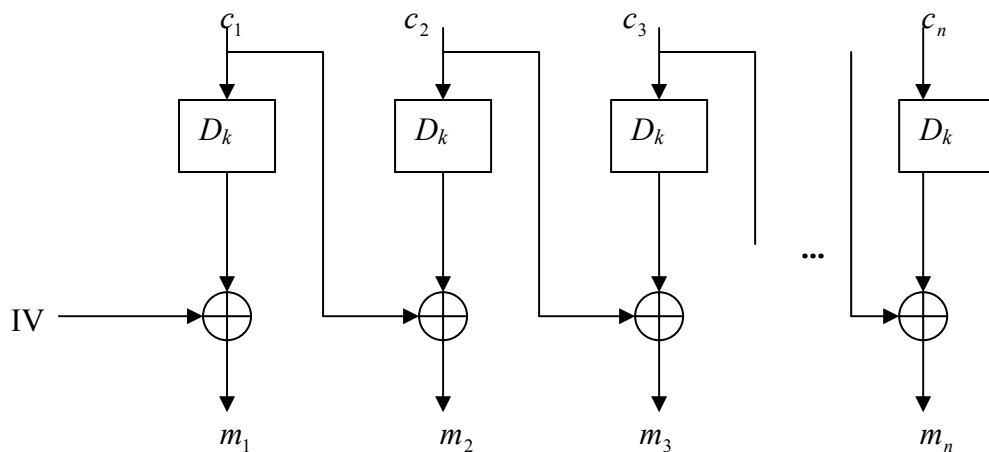 c₁ c₂ c₃ cₙ
Dₖ Dₖ Dₖ Dₖ
...
IV
m₁ m₂ m₃ mₙ